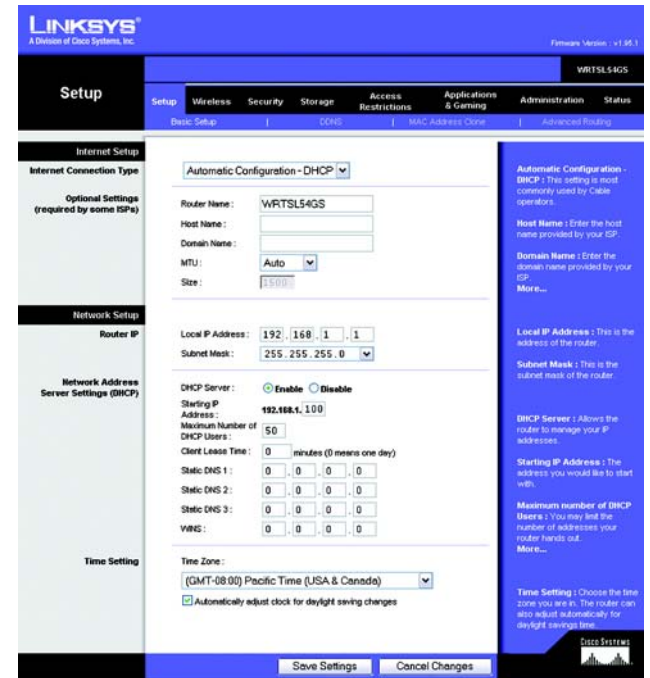 LINKSYS®
A Division of Cisco Systems, Inc.
Firmware Version : v1.95.1
WRTSL54GS
Setup
Setup Wireless Security Storage Access Restrictions Applications & Gaming Administration Status
Basic Setup | DDNS | MAC Address Clone | Advanced Routing
Internet Setup
Internet Connection Type
Automatic Configuration - DHCP
Optional Settings
(required by some ISPs)
Router Name : WRTSL54GS
Host Name :
Domain Name :
MTU : Auto
Size : 1500
Automatic Configuration -
DHCP : This setting is most
commonly used by Cable
operators.
Host Name : Enter the host
name provided by your ISP.
Domain Name : Enter the
domain name provided by your
ISP.
More...
Network Setup
Router IP
Local IP Address : 192 . 168 . 1 . 1
Subnet Mask : 255.255.255.0
Local IP Address : This is the
address of the router.
Subnet Mask : This is the
subnet mask of the router.
Network Address
Server Settings (DHCP)
DHCP Server : Enable Disable
Starting IP
Address : 192.168.1. 100
Maximum Number of
DHCP Users : 50
Client Lease Time : 0 minutes (0 means one day)
Static DNS 1 : 0 . 0 . 0 . 0
Static DNS 2 : 0 . 0 . 0 . 0
Static DNS 3 : 0 . 0 . 0 . 0
WINS : 0 . 0 . 0 . 0
DHCP Server : Allows the
router to manage your IP
addresses.
Starting IP Address : The
address you would like to start
with.
Maximum number of DHCP
Users : You may limit the
number of addresses your
router hands out.
More...
Time Setting
Time Zone :
(GMT-08:00) Pacific Time (USA & Canada)
Automatically adjust clock for daylight saving changes
Time Setting : Choose the time
zone you are in. The router can
also adjust automatically for
daylight savings time.
CISCO SYSTEMS
Save Settings Cancel Changes